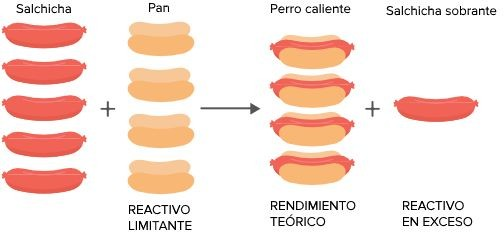 Salchicha
Pan
Perro caliente
Salchicha sobrante
REACTIVO
LIMITANTE
RENDIMIENTO
TEÓRICO
REACTIVO
EN EXCESO